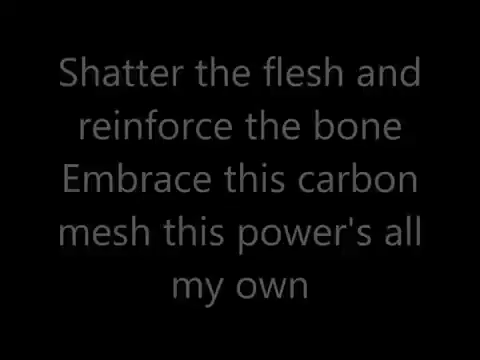 Shatter the flesh and
reinforce the bone
Embrace this carbon
mesh this power's all
my own